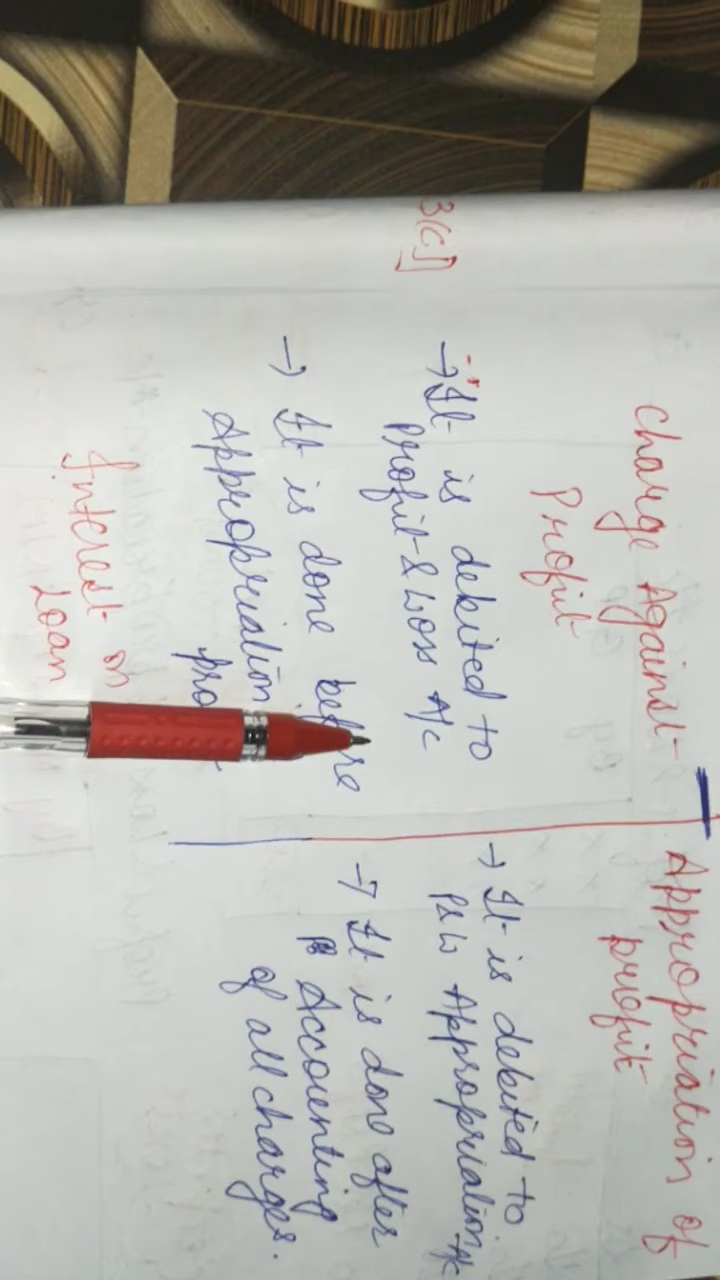 Charge Against
Profit
Appropriation of
profit
3(c)]
→ It is debited to
Profit & Loss A/c
→ It is done before
Appropriation
Interest on
Loan
→ It is debited to
P&L Appropriation A/c
→ It is done after
Accounting
of all charges.